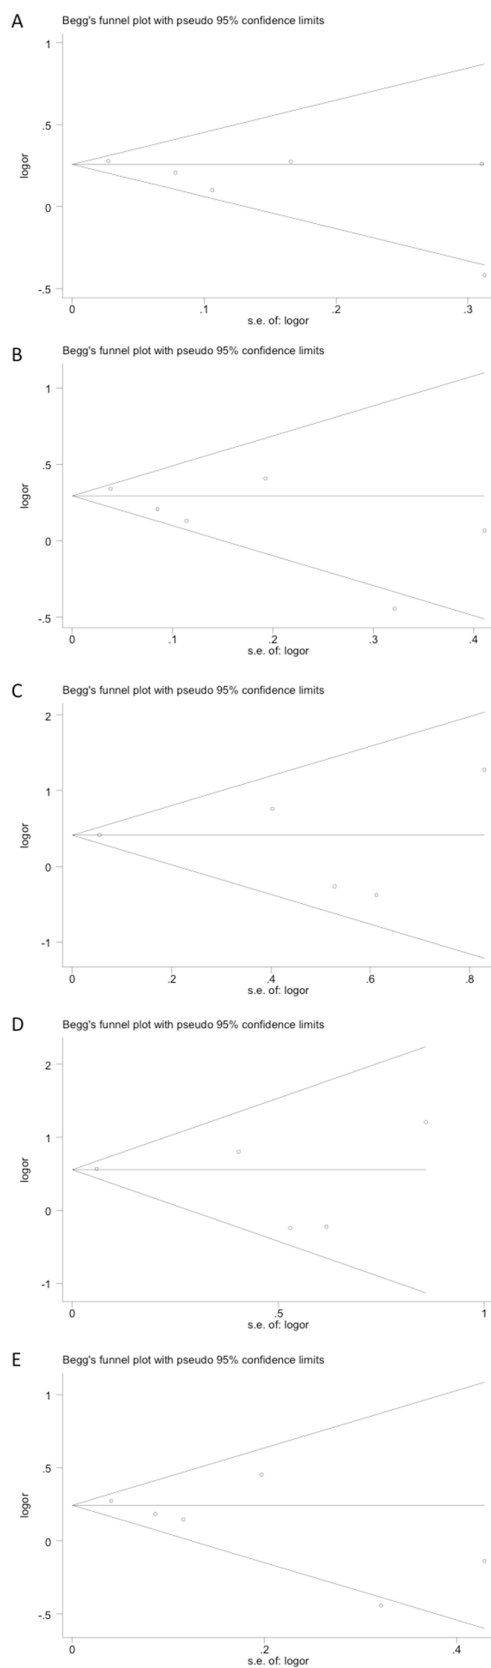 A
Begg's funnel plot with pseudo 95% confidence limits
1
.5
0
-.5
logor
0 .1 .2 .3
s.e. of: logor
B
Begg's funnel plot with pseudo 95% confidence limits
1
.5
0
-.5
logor
0 .1 .2 .3 .4
s.e. of: logor
C
Begg's funnel plot with pseudo 95% confidence limits
2
1
0
-1
logor
0 .2 .4 .6 .8
s.e. of: logor
D
Begg's funnel plot with pseudo 95% confidence limits
2
1
0
-1
logor
0 .5 1
s.e. of: logor
E
Begg's funnel plot with pseudo 95% confidence limits
1
.5
0
-.5
logor
0 .2 .4
s.e. of: logor